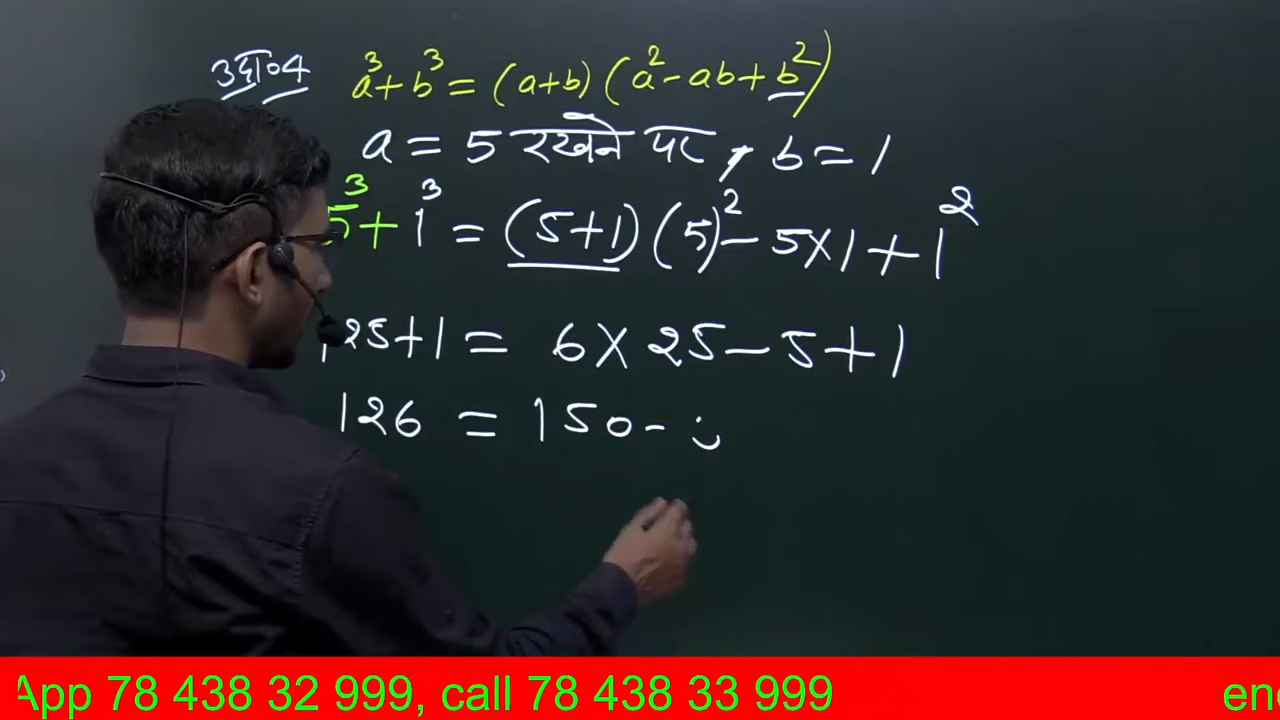 उदा०4 a³+b³ = (a+b) (a²-ab+b²)
a = 5 रखने पर, b = 1
5³+1³ = (5+1) (5)²-5×1+1²
125+1 = 6×25-5+1
126 = 150-
App 78 438 32 999, call 78 438 33 999